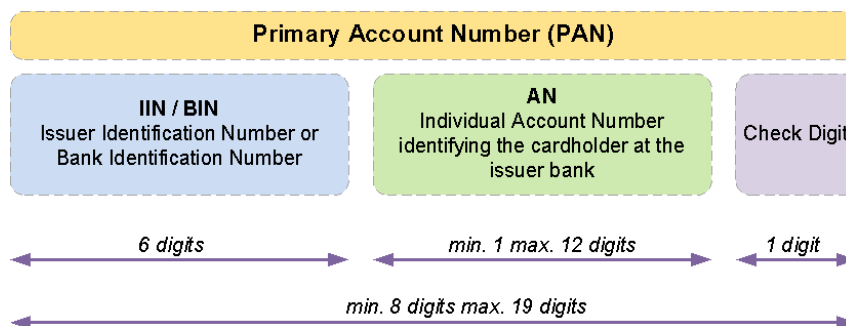 Primary Account Number (PAN)
IIN / BIN
Issuer Identification Number or
Bank Identification Number
AN
Individual Account Number
identifying the cardholder at the
issuer bank
Check Digit
6 digits
min. 1 max. 12 digits
1 digit
min. 8 digits max. 19 digits